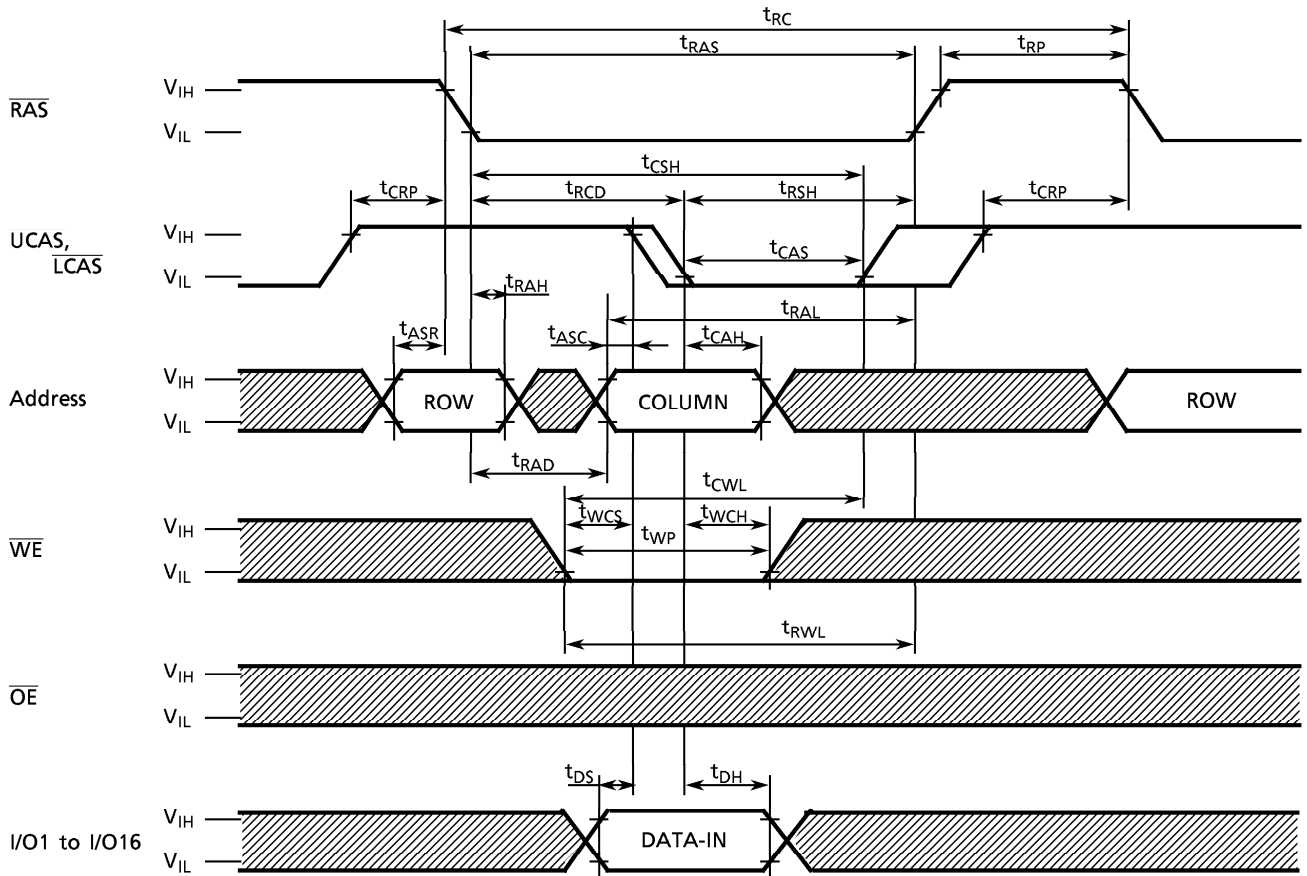 tRC
tRAS
tRP
RAS
VIH
VIL
tCSH
tCRP
tRCD
tRSH
tCRP
UCAS,
LCAS
VIH
VIL
tCAS
tRAH
tRAL
tASR
tASC
tCAH
Address
VIH
VIL
ROW
COLUMN
ROW
tRAD
tCWL
tWCS
tWCH
WE
VIH
VIL
tWP
tRWL
OE
VIH
VIL
tDS
tDH
I/O1 to I/O16
VIH
VIL
DATA-IN